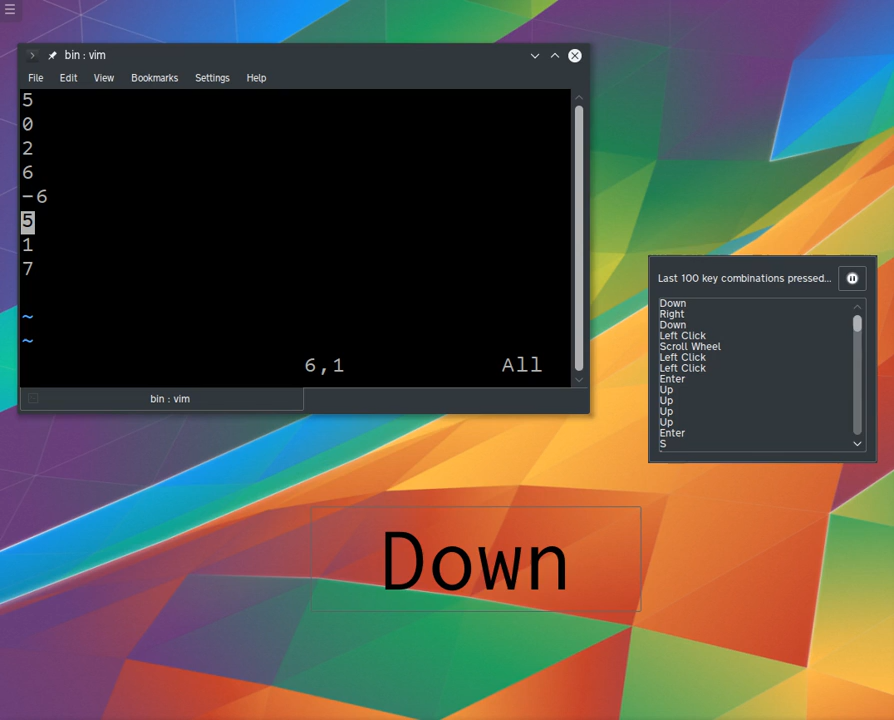 bin : vim
File Edit View Bookmarks Settings Help
5
0
2
6
-6
5
1
7
~
~
6,1 All
bin : vim
Last 100 key combinations pressed...
Down
Right
Down
Left Click
Scroll Wheel
Left Click
Left Click
Enter
Up
Up
Up
Up
Enter
S
Down